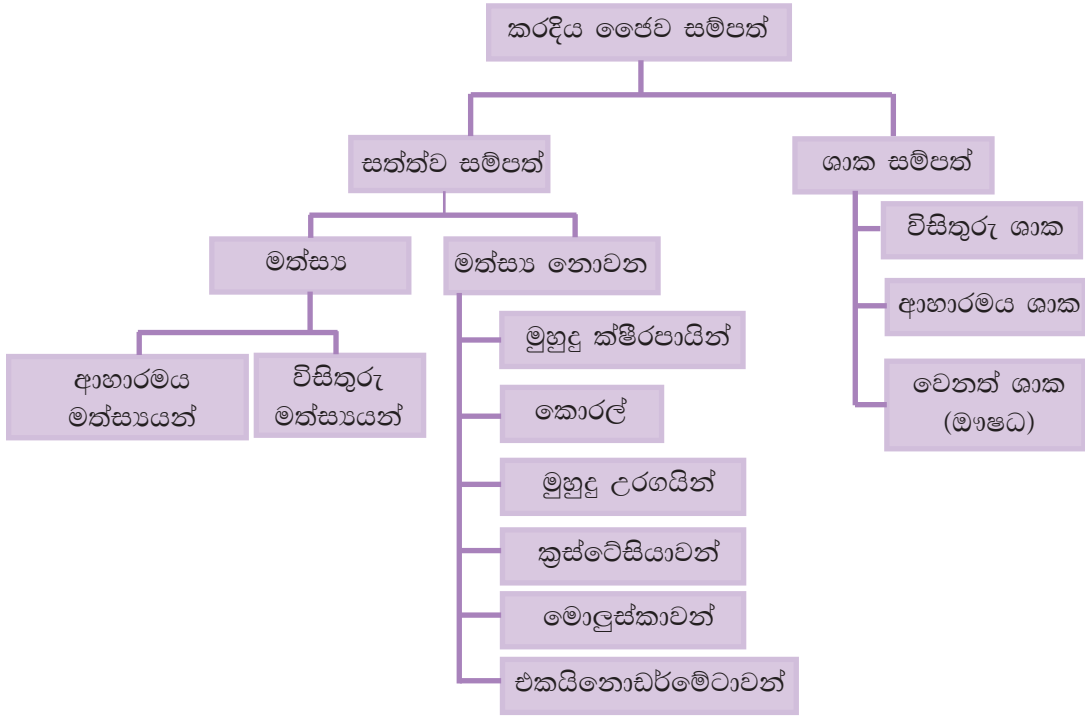 කරදිය ජෛව සම්පත්
සත්ත්ව සම්පත්
ශාක සම්පත්
විසිතුරු ශාක
මත්ස්‍ය
මත්ස්‍ය නොවන
ආහාරමය ශාක
මුහුදු ක්ෂීරපායින්
ආහාරමය
මත්ස්‍යයන්
විසිතුරු
මත්ස්‍යයන්
වෙනත් ශාක
(ඖෂධ)
කොරල්
මුහුදු උරගයින්
ක්‍රස්ටේසියාවන්
මොලුස්කාවන්
එකයිනොඩර්මේටාවන්